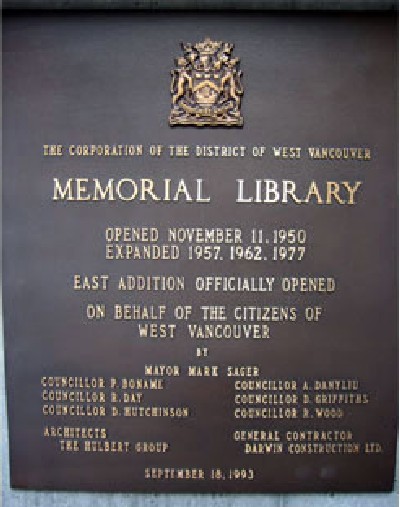 THE CORPORATION OF THE DISTRICT OF WEST VANCOUVER
MEMORIAL LIBRARY
OPENED NOVEMBER 11, 1950
EXPANDED 1957, 1962, 1977
EAST ADDITION OFFICIALLY OPENED
ON BEHALF OF THE CITIZENS OF
WEST VANCOUVER
BY
MAYOR MARK SAGER
COUNCILLOR P. BONAME COUNCILLOR A. DANYLIU
COUNCILLOR R. DAY COUNCILLOR D. GRIFFITHS
COUNCILLOR D. HUTCHINSON COUNCILLOR R. WOOD
ARCHITECTS GENERAL CONTRACTOR
THE HULBERT GROUP DARWIN CONSTRUCTION LTD.
SEPTEMBER 18, 1993